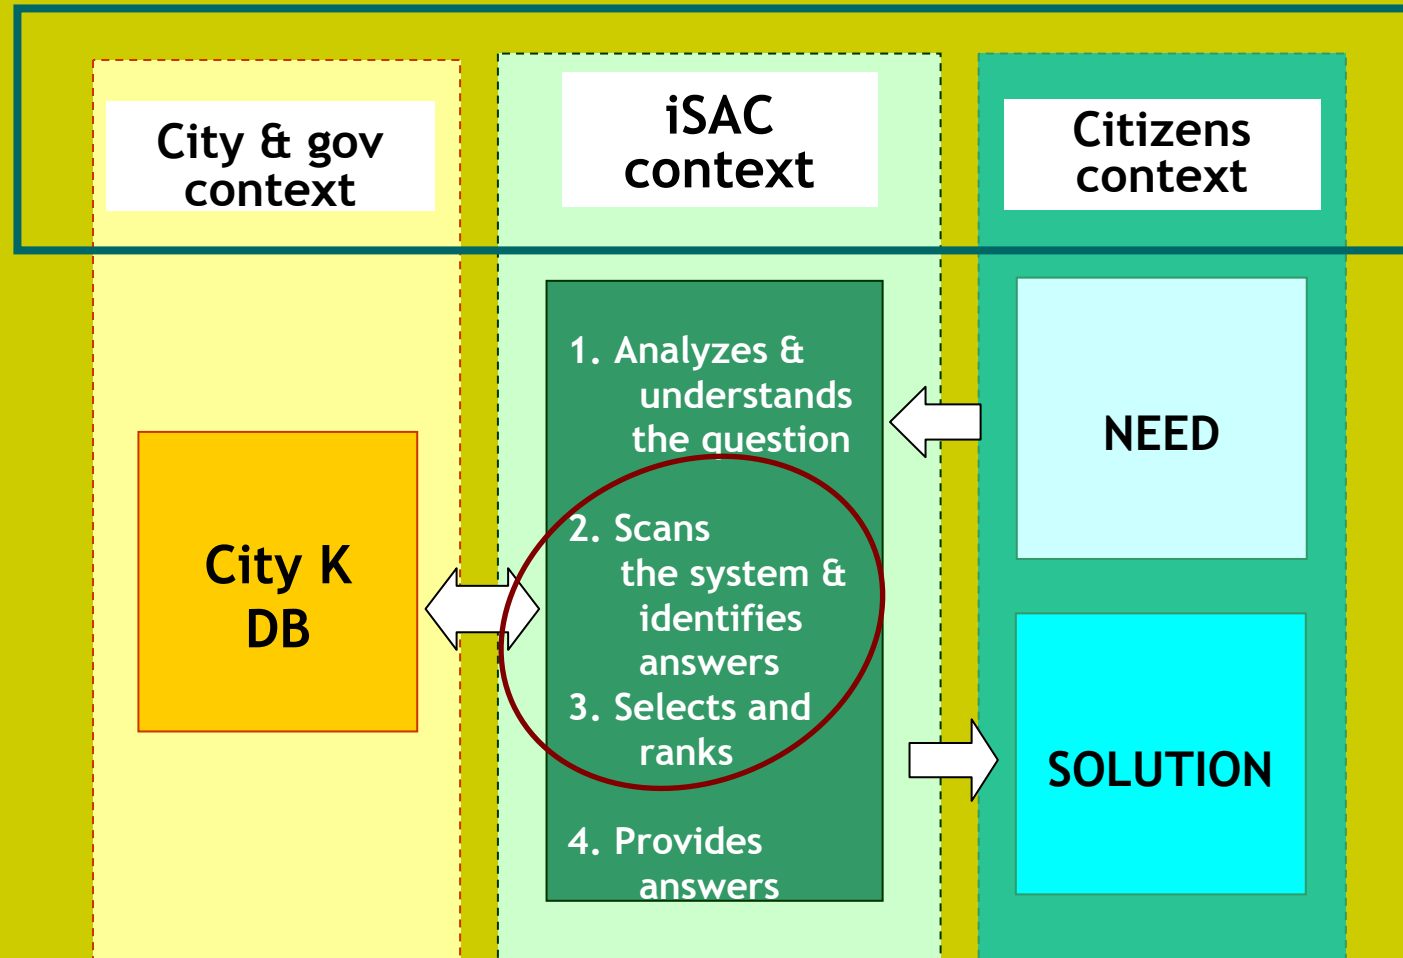 City & gov
context
iSAC
context
Citizens
context
City K
DB
1. Analyzes &
understands
the question
2. Scans
the system &
identifies
answers
3. Selects and
ranks
4. Provides
answers
NEED
SOLUTION